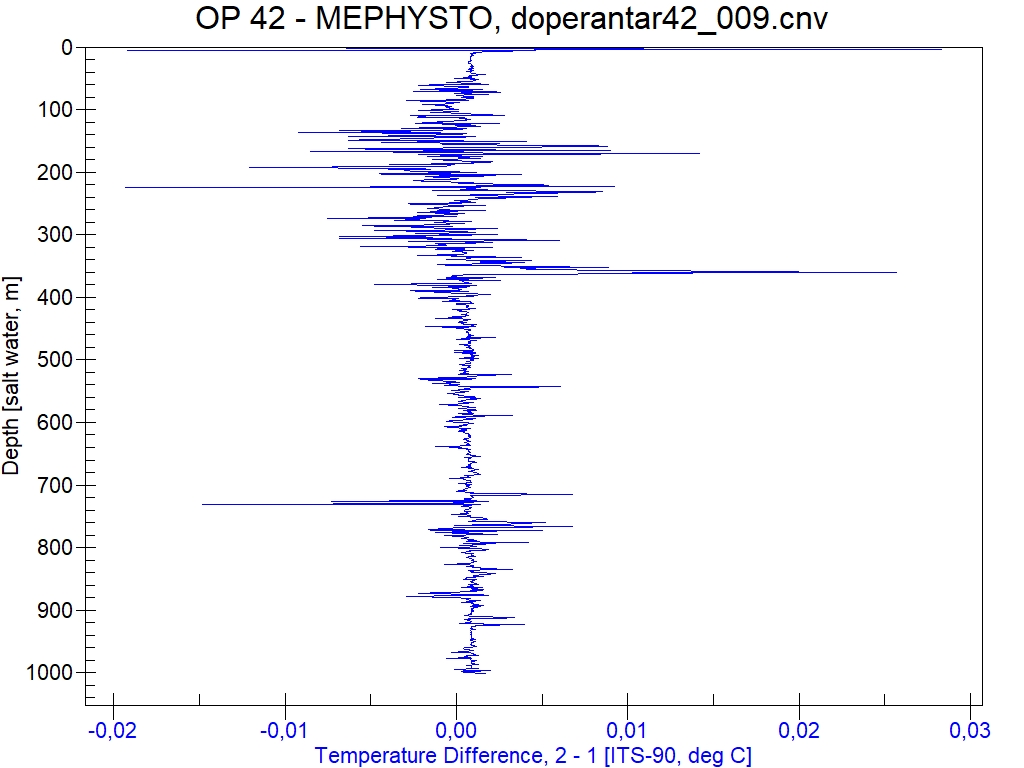 OP 42 - MEPHYSTO, doperantar42_009.cnv
0
100
200
300
400
500
600
700
800
900
1000
Depth [salt water, m]
-0,02 -0,01 0,00 0,01 0,02 0,03
Temperature Difference, 2 - 1 [ITS-90, deg C]